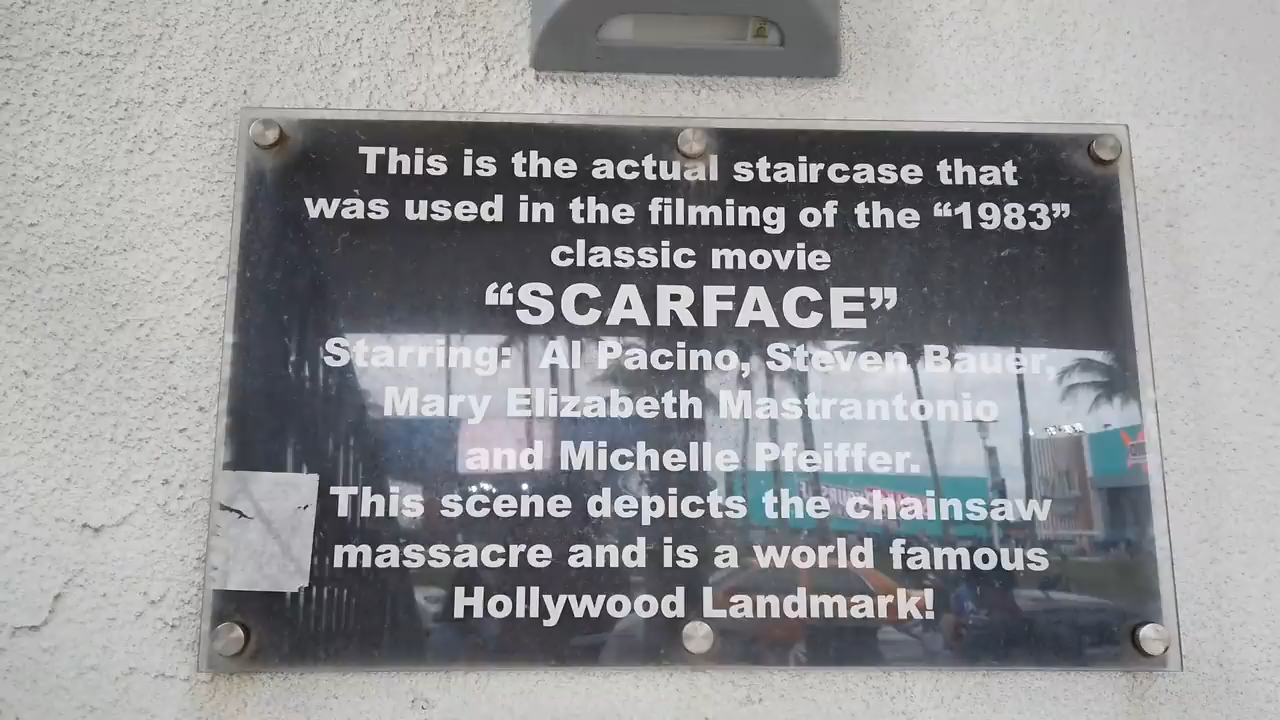 This is the actual staircase that
was used in the filming of the “1983”
classic movie
“SCARFACE”
Starring: Al Pacino, Steven Bauer,
Mary Elizabeth Mastrantonio
and Michelle Pfeiffer.
This scene depicts the chainsaw
massacre and is a world famous
Hollywood Landmark!